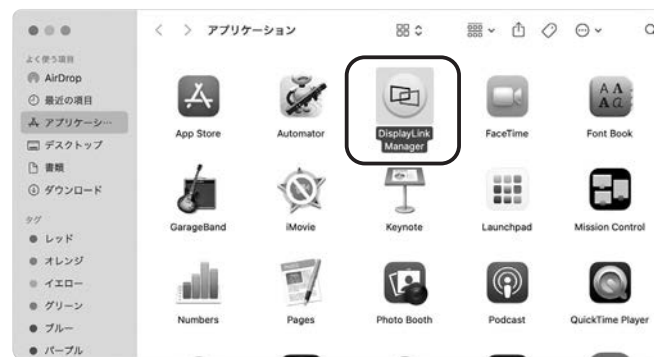 アプリケーション
よく使う項目
AirDrop
最近の項目
アプリケーシ…
デスクトップ
書類
ダウンロード
タグ
レッド
オレンジ
イエロー
グリーン
ブルー
パープル
App Store
Automator
DisplayLink
Manager
FaceTime
Font Book
GarageBand
iMovie
Keynote
Launchpad
Mission Control
Numbers
Pages
Photo Booth
Podcast
QuickTime Player